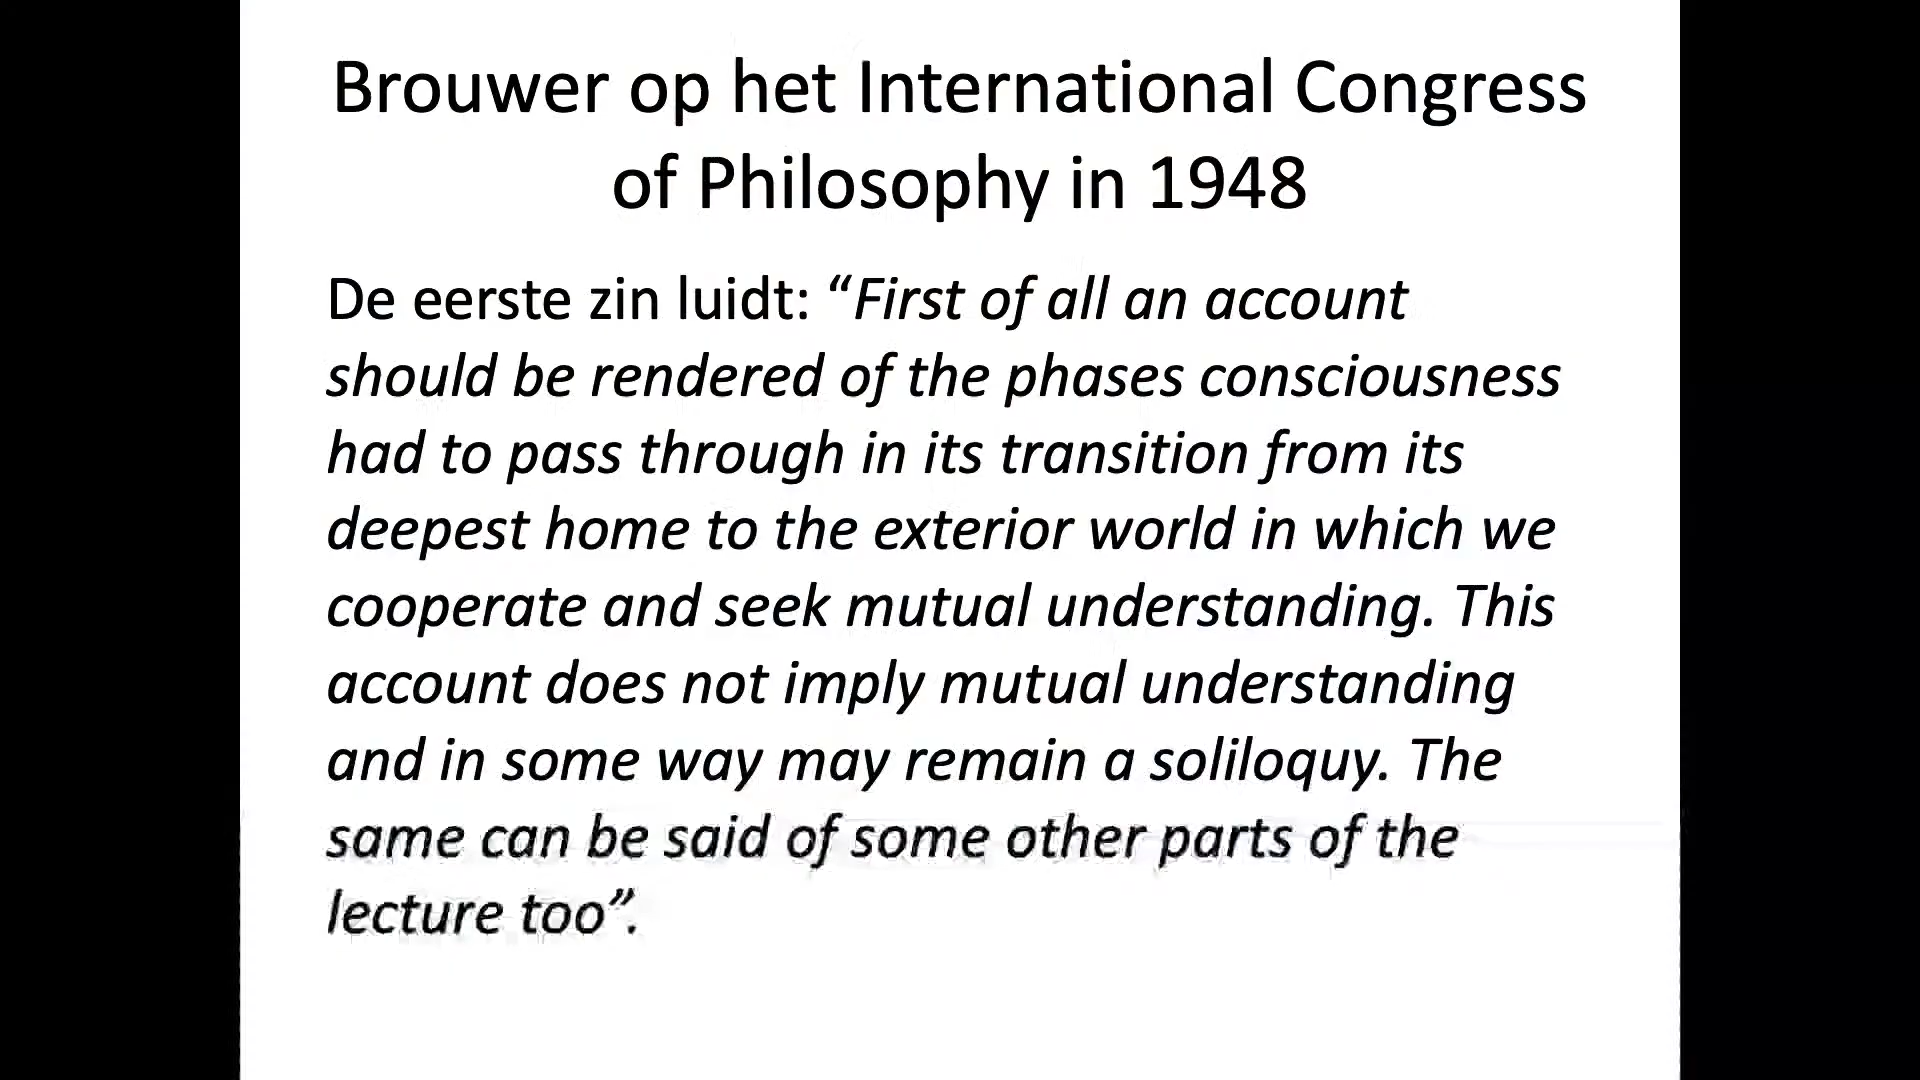 Brouwer op het International Congress
of Philosophy in 1948
De eerste zin luidt: “First of all an account
should be rendered of the phases consciousness
had to pass through in its transition from its
deepest home to the exterior world in which we
cooperate and seek mutual understanding. This
account does not imply mutual understanding
and in some way may remain a soliloquy. The
same can be said of some other parts of the
lecture too”.